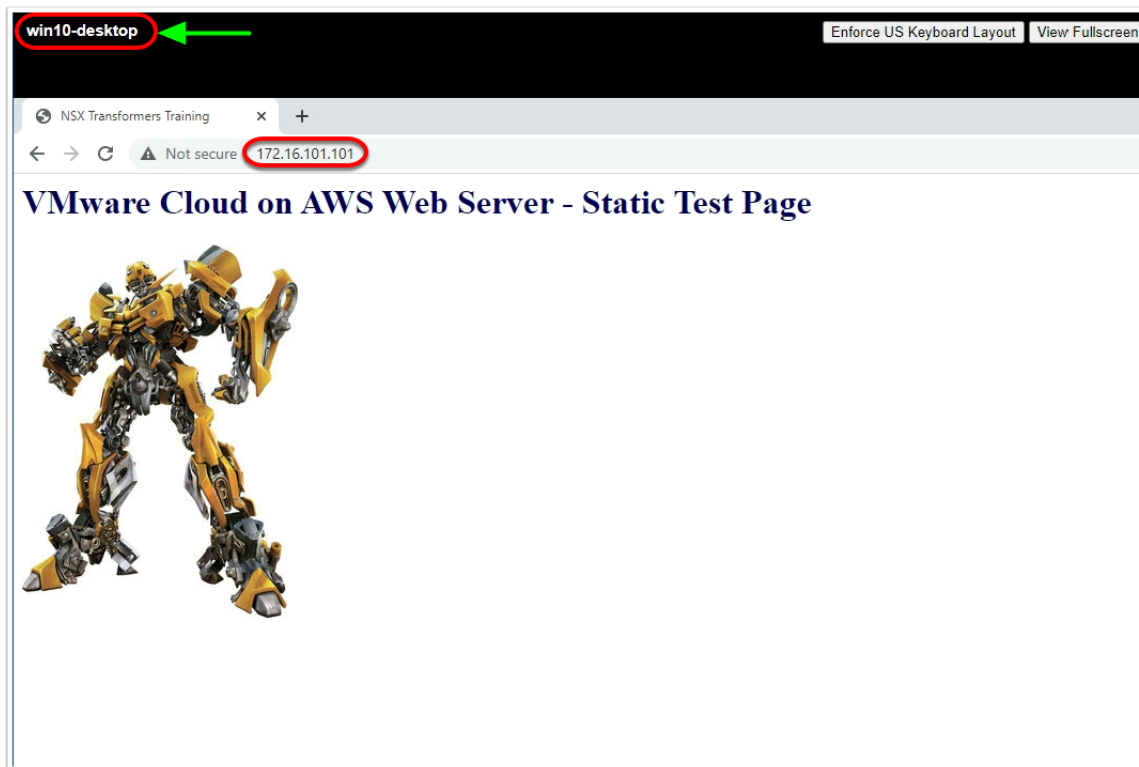 win10-desktop
Enforce US Keyboard Layout View Fullscreen
NSX Transformers Training
Not secure 172.16.101.101
VMware Cloud on AWS Web Server - Static Test Page